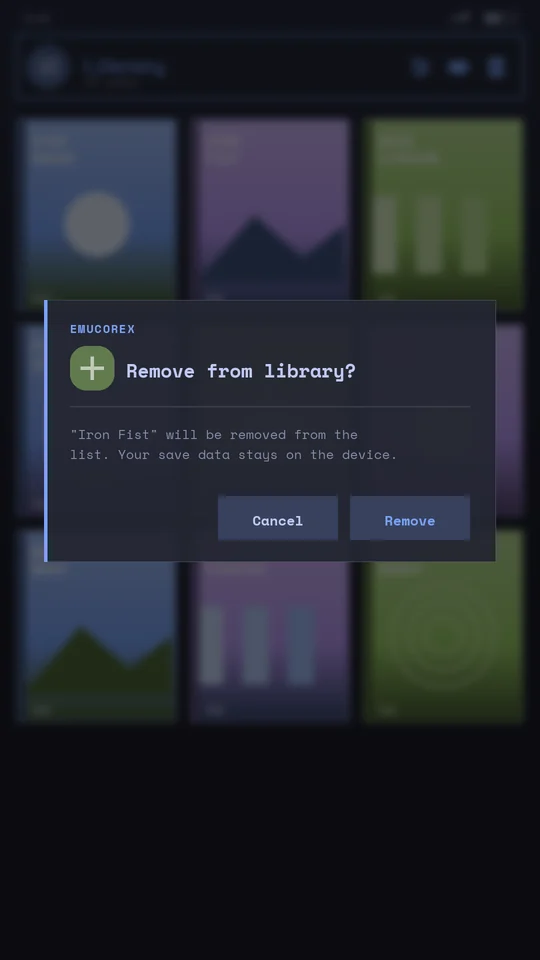 EMUCOREX
Remove from library?
"Iron Fist" will be removed from the
list. Your save data stays on the device.
Cancel
Remove